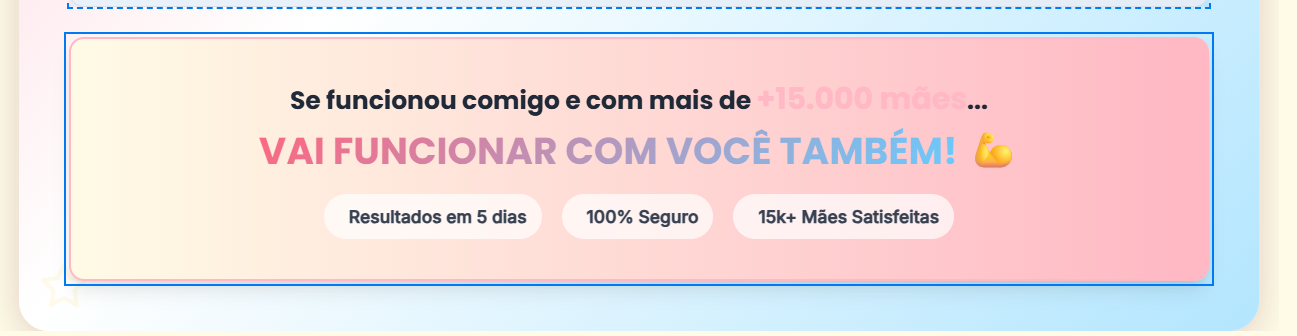 Se funcionou comigo e com mais de +15.000 mães...
VAI FUNCIONAR COM VOCÊ TAMBÉM! 💪
Resultados em 5 dias
100% Seguro
15k+ Mães Satisfeitas